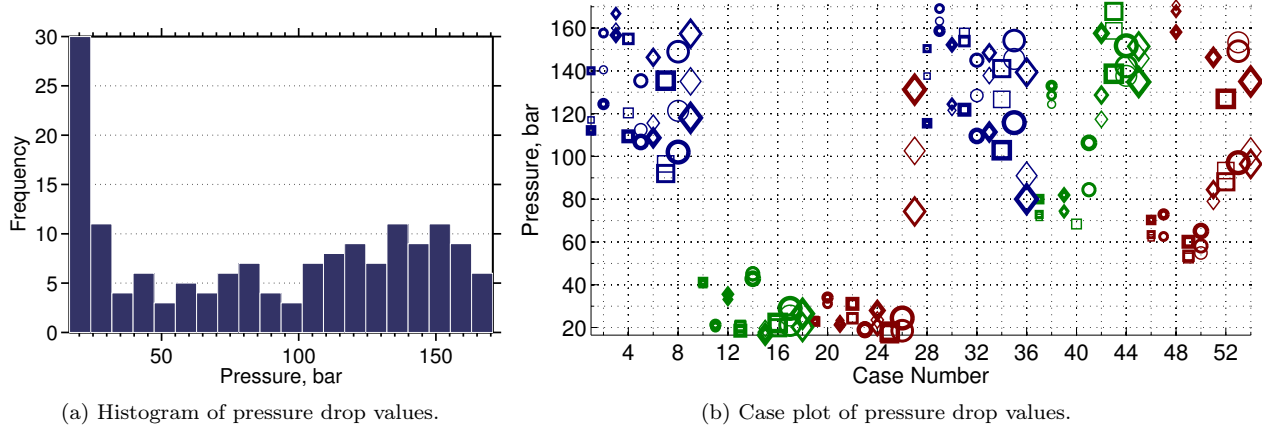 30
25
20
15
10
5
0
Frequency
50 100 150
Pressure, bar
(a) Histogram of pressure drop values.
160
140
120
100
80
60
40
20
Pressure, bar
4 8 12 16 20 24 28 32 36 40 44 48 52
Case Number
(b) Case plot of pressure drop values.